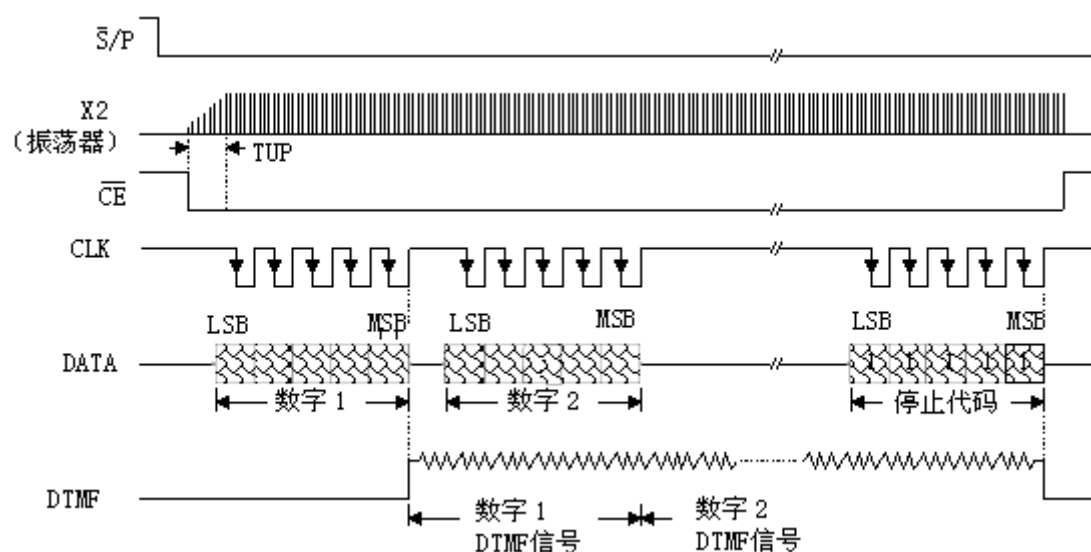 S̅/P
X2
(振荡器)
TUP
C̅E̅
CLK
LSB MSB LSB MSB LSB MSB
DATA 1 1 1 1 1
数字 1 数字 2 停止代码
DTMF
数字 1 数字 2
DTMF信号 DTMF信号